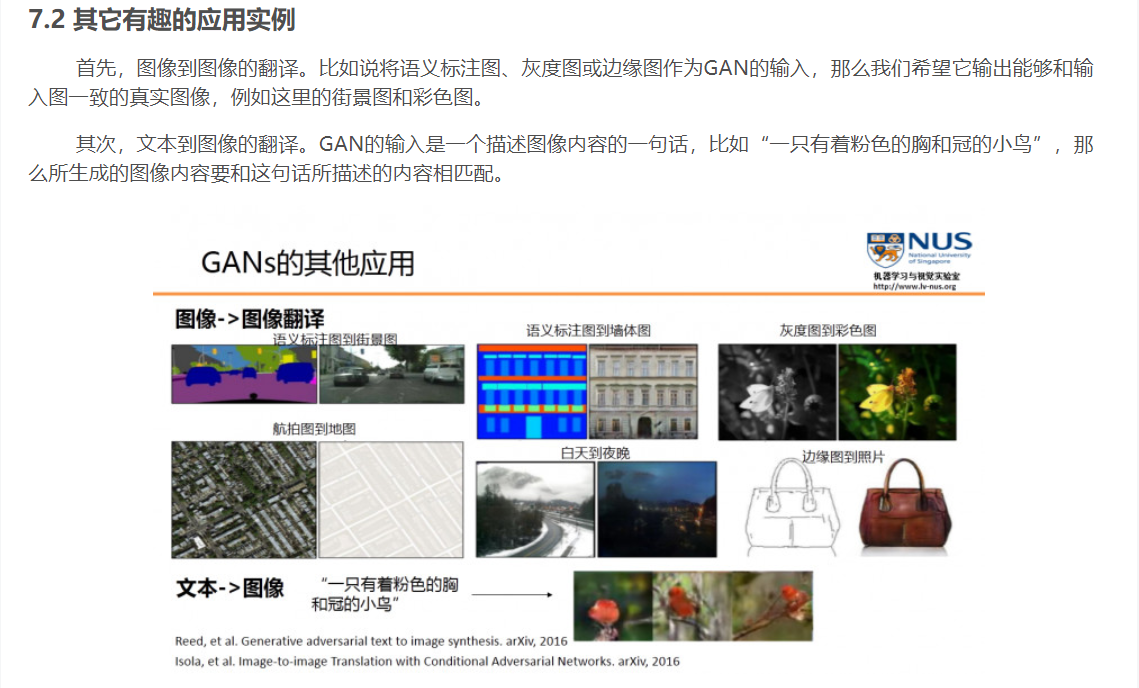 7.2 其它有趣的应用实例
首先，图像到图像的翻译。比如说将语义标注图、灰度图或边缘图作为GAN的输入，那么我们希望它输出能够和输
入图一致的真实图像，例如这里的街景图和彩色图。
其次，文本到图像的翻译。GAN的输入是一个描述图像内容的一句话，比如“一只有着粉色的胸和冠的小鸟”，那
么所生成的图像内容要和这句话所描述的内容相匹配。
GANs的其他应用
NUS
National University
of Singapore
机器学习与视觉实验室
http://www.lv-nus.org
图像->图像翻译
语义标注图到街景图
语义标注图到墙体图
灰度图到彩色图
航拍图到地图
白天到夜晚
边缘图到照片
文本->图像
“一只有着粉色的胸
和冠的小鸟”
Reed, et al. Generative adversarial text to image synthesis. arXiv, 2016
Isola, et al. Image-to-image Translation with Conditional Adversarial Networks. arXiv, 2016